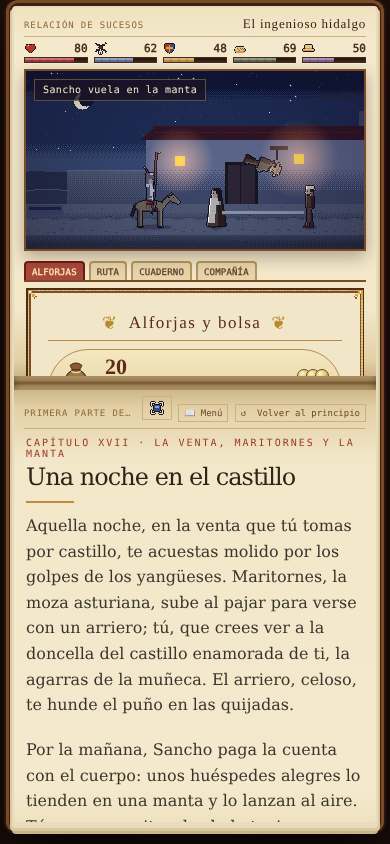 RELACIÓN DE SUCESOS
El ingenioso hidalgo
80 62 48 69 50
Sancho vuela en la manta
ALFORJAS RUTA CUADERNO COMPAÑÍA
Alforjas y bolsa
20
PRIMERA PARTE DE…
Menú
↺ Volver al principio
CAPÍTULO XVII · LA VENTA, MARITORNES Y LA
MANTA
Una noche en el castillo
Aquella noche, en la venta que tú tomas
por castillo, te acuestas molido por los
golpes de los yangüeses. Maritornes, la
moza asturiana, sube al pajar para verse
con un arriero; tú, que crees ver a la
doncella del castillo enamorada de ti, la
agarras de la muñeca. El arriero, celoso,
te hunde el puño en las quijadas.
Por la mañana, Sancho paga la cuenta
con el cuerpo: unos huéspedes alegres lo
tienden en una manta y lo lanzan al aire.